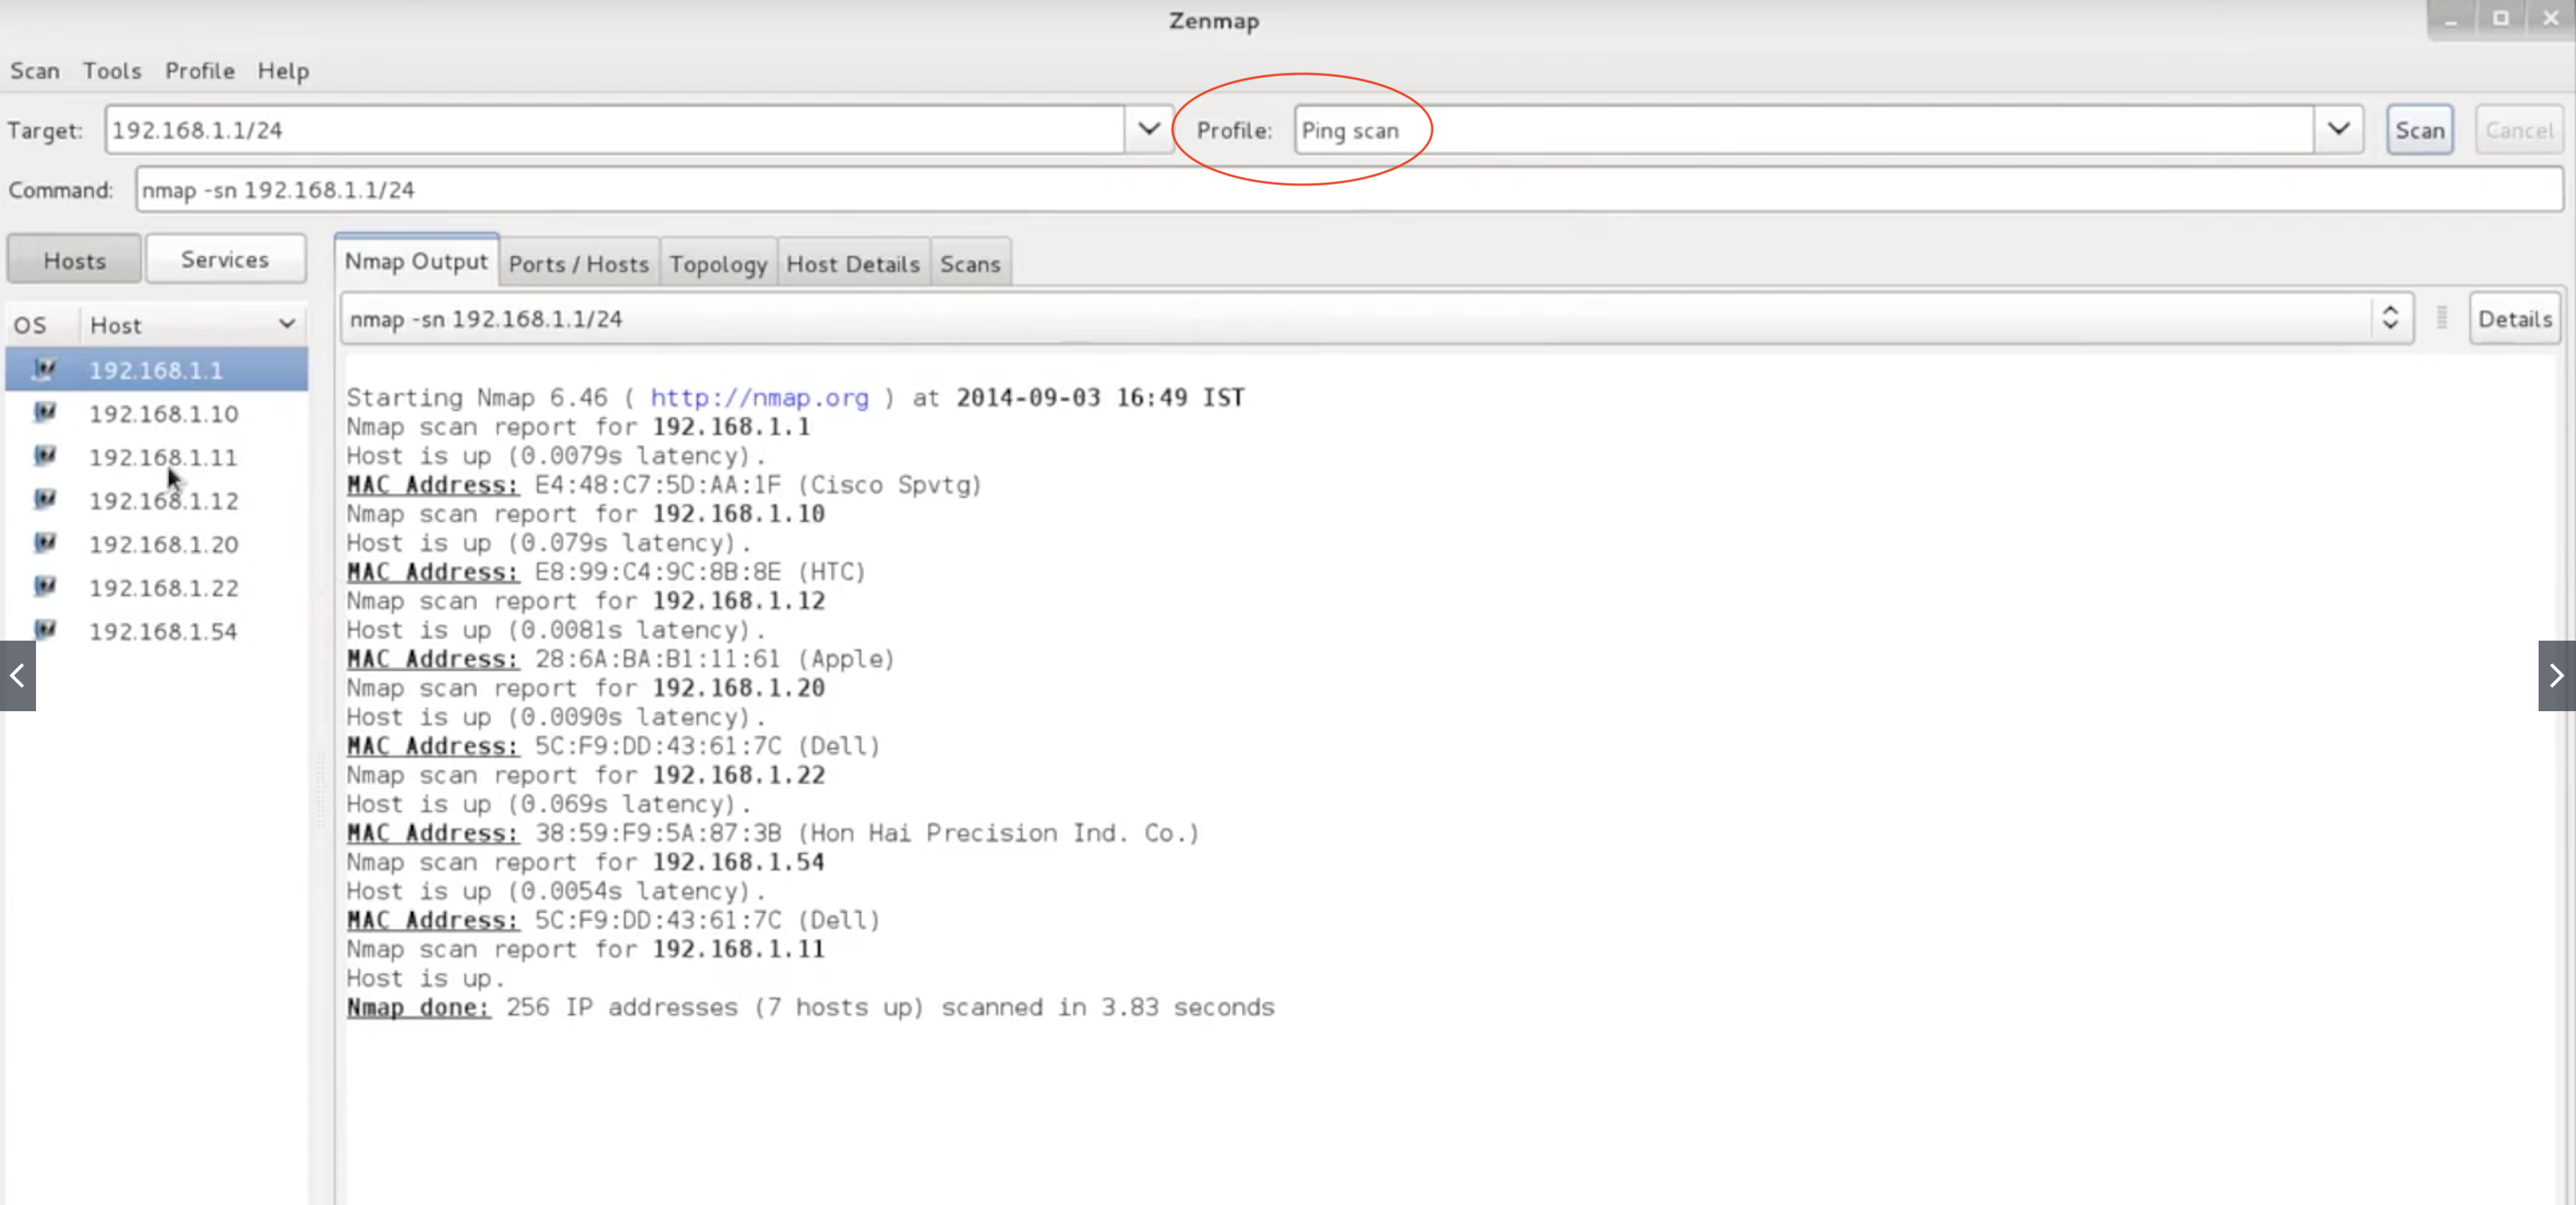 Zenmap
Scan Tools Profile Help
Target: 192.168.1.1/24 Profile: Ping scan Scan Cancel
Command: nmap -sn 192.168.1.1/24
Hosts Services
Nmap Output Ports / Hosts Topology Host Details Scans
OS Host
nmap -sn 192.168.1.1/24 Details
192.168.1.1
192.168.1.10
192.168.1.11
192.168.1.12
192.168.1.20
192.168.1.22
192.168.1.54
Starting Nmap 6.46 ( http://nmap.org ) at 2014-09-03 16:49 IST
Nmap scan report for 192.168.1.1
Host is up (0.0079s latency).
MAC Address: E4:48:C7:5D:AA:1F (Cisco Spvtg)
Nmap scan report for 192.168.1.10
Host is up (0.079s latency).
MAC Address: E8:99:C4:9C:8B:8E (HTC)
Nmap scan report for 192.168.1.12
Host is up (0.0081s latency).
MAC Address: 28:6A:BA:B1:11:61 (Apple)
Nmap scan report for 192.168.1.20
Host is up (0.0090s latency).
MAC Address: 5C:F9:DD:43:61:7C (Dell)
Nmap scan report for 192.168.1.22
Host is up (0.069s latency).
MAC Address: 38:59:F9:5A:87:3B (Hon Hai Precision Ind. Co.)
Nmap scan report for 192.168.1.54
Host is up (0.0054s latency).
MAC Address: 5C:F9:DD:43:61:7C (Dell)
Nmap scan report for 192.168.1.11
Host is up.
Nmap done: 256 IP addresses (7 hosts up) scanned in 3.83 seconds